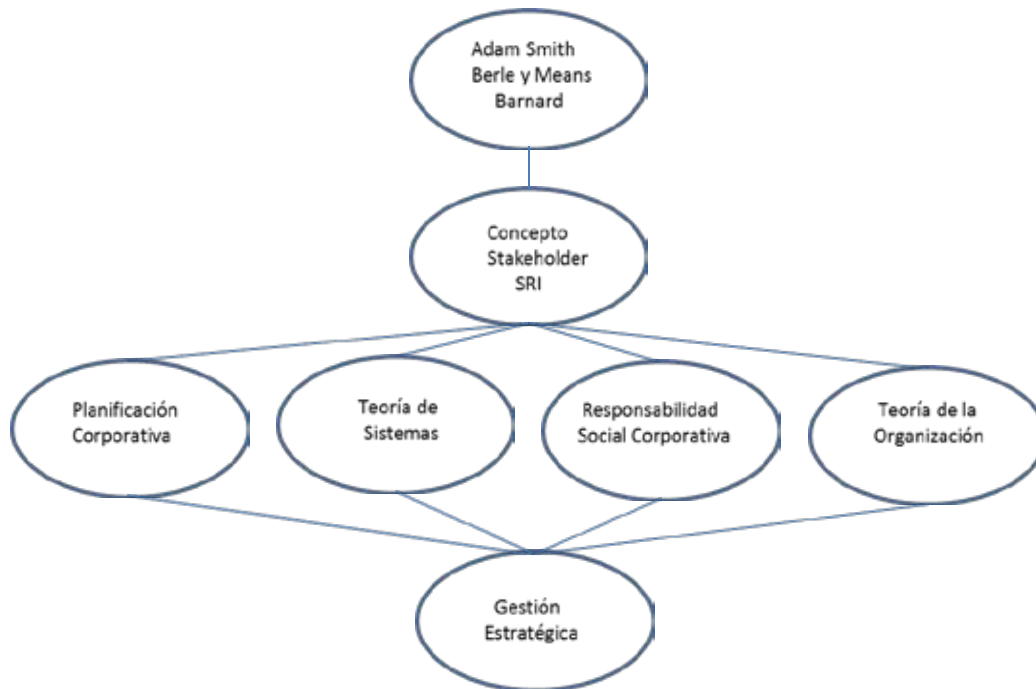 Adam Smith
Berle y Means
Barnard
Concepto
Stakeholder
SRI
Planificación
Corporativa
Teoría de
Sistemas
Responsabilidad
Social Corporativa
Teoría de la
Organización
Gestión
Estratégica